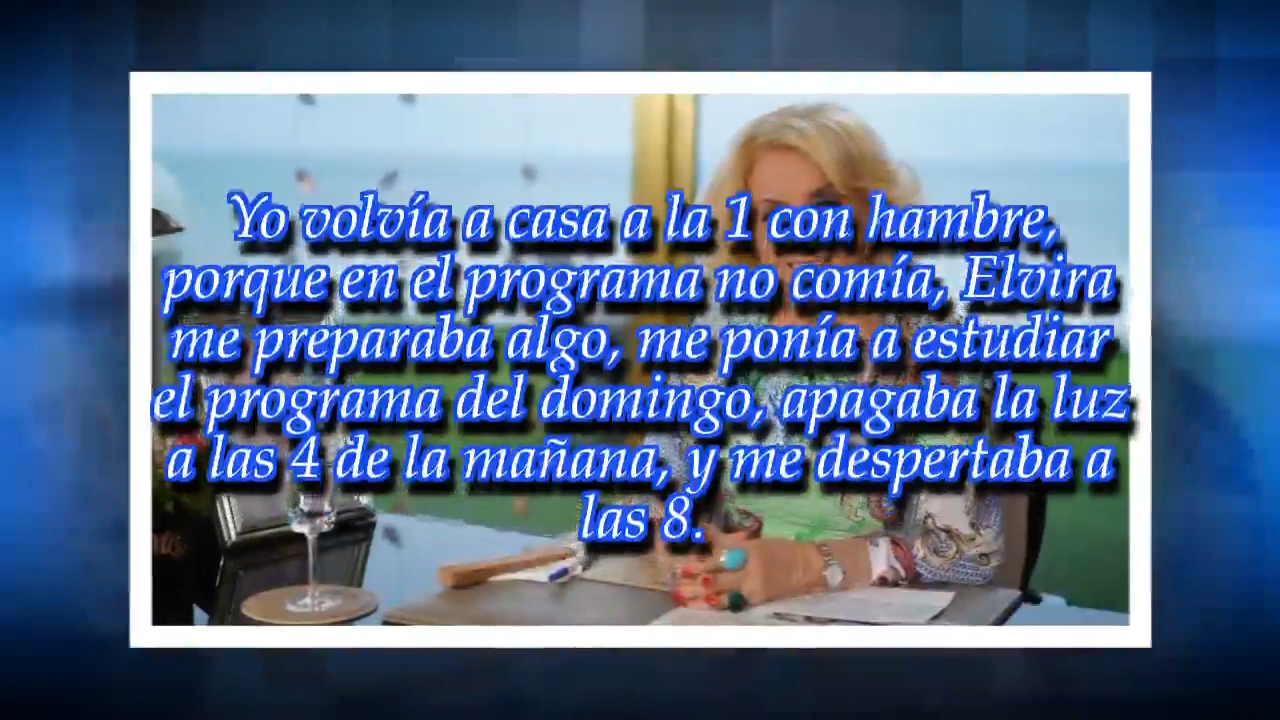 Yo volvía a casa a la 1 con hambre,
porque en el programa no comía, Elvira
me preparaba algo, me ponía a estudiar
el programa del domingo, apagaba la luz
a las 4 de la mañana, y me despertaba a
las 8.